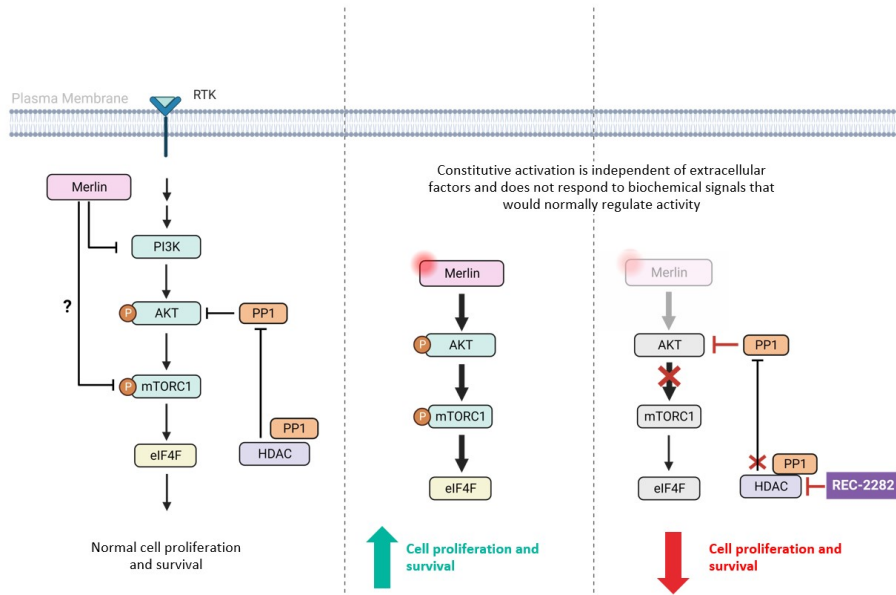 Plasma Membrane
RTK
Merlin
PI3K
?
P
AKT
PP1
P
mTORC1
PP1
HDAC
eIF4F
Normal cell proliferation
and survival
Constitutive activation is independent of extracellular
factors and does not respond to biochemical signals that
would normally regulate activity
Merlin
P
AKT
P
mTORC1
eIF4F
Cell proliferation and
survival
Merlin
AKT
PP1
mTORC1
PP1
HDAC
REC-2282
eIF4F
Cell proliferation and
survival